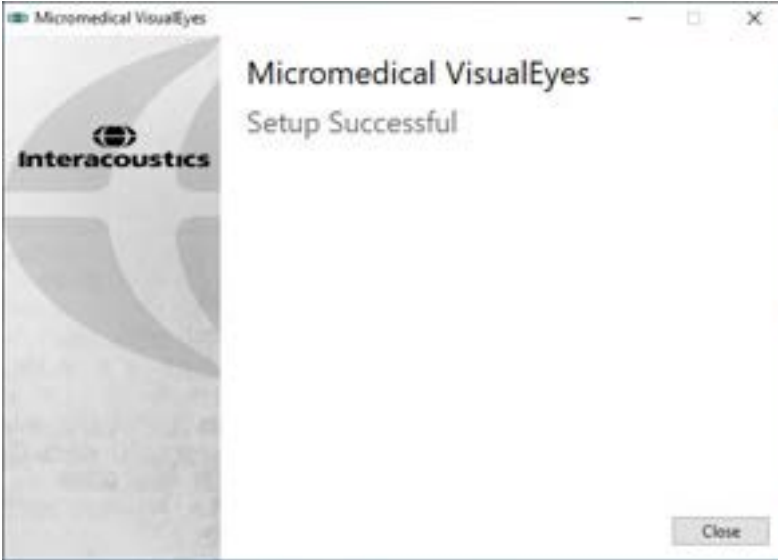 Micromedical VisualEyes
Interacoustics
Micromedical VisualEyes
Setup Successful
Close